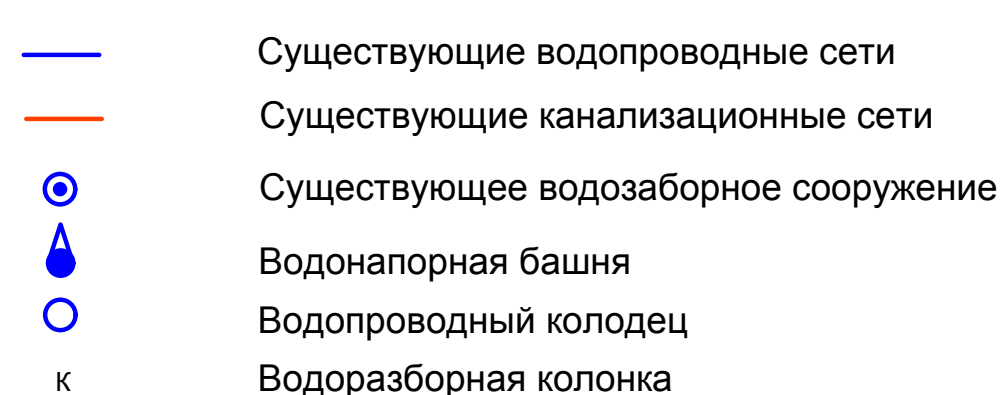 Существующие водопроводные сети
Существующие канализационные сети
Существующее водозаборное сооружение
Водонапорная башня
Водопроводный колодец
к Водоразборная колонка